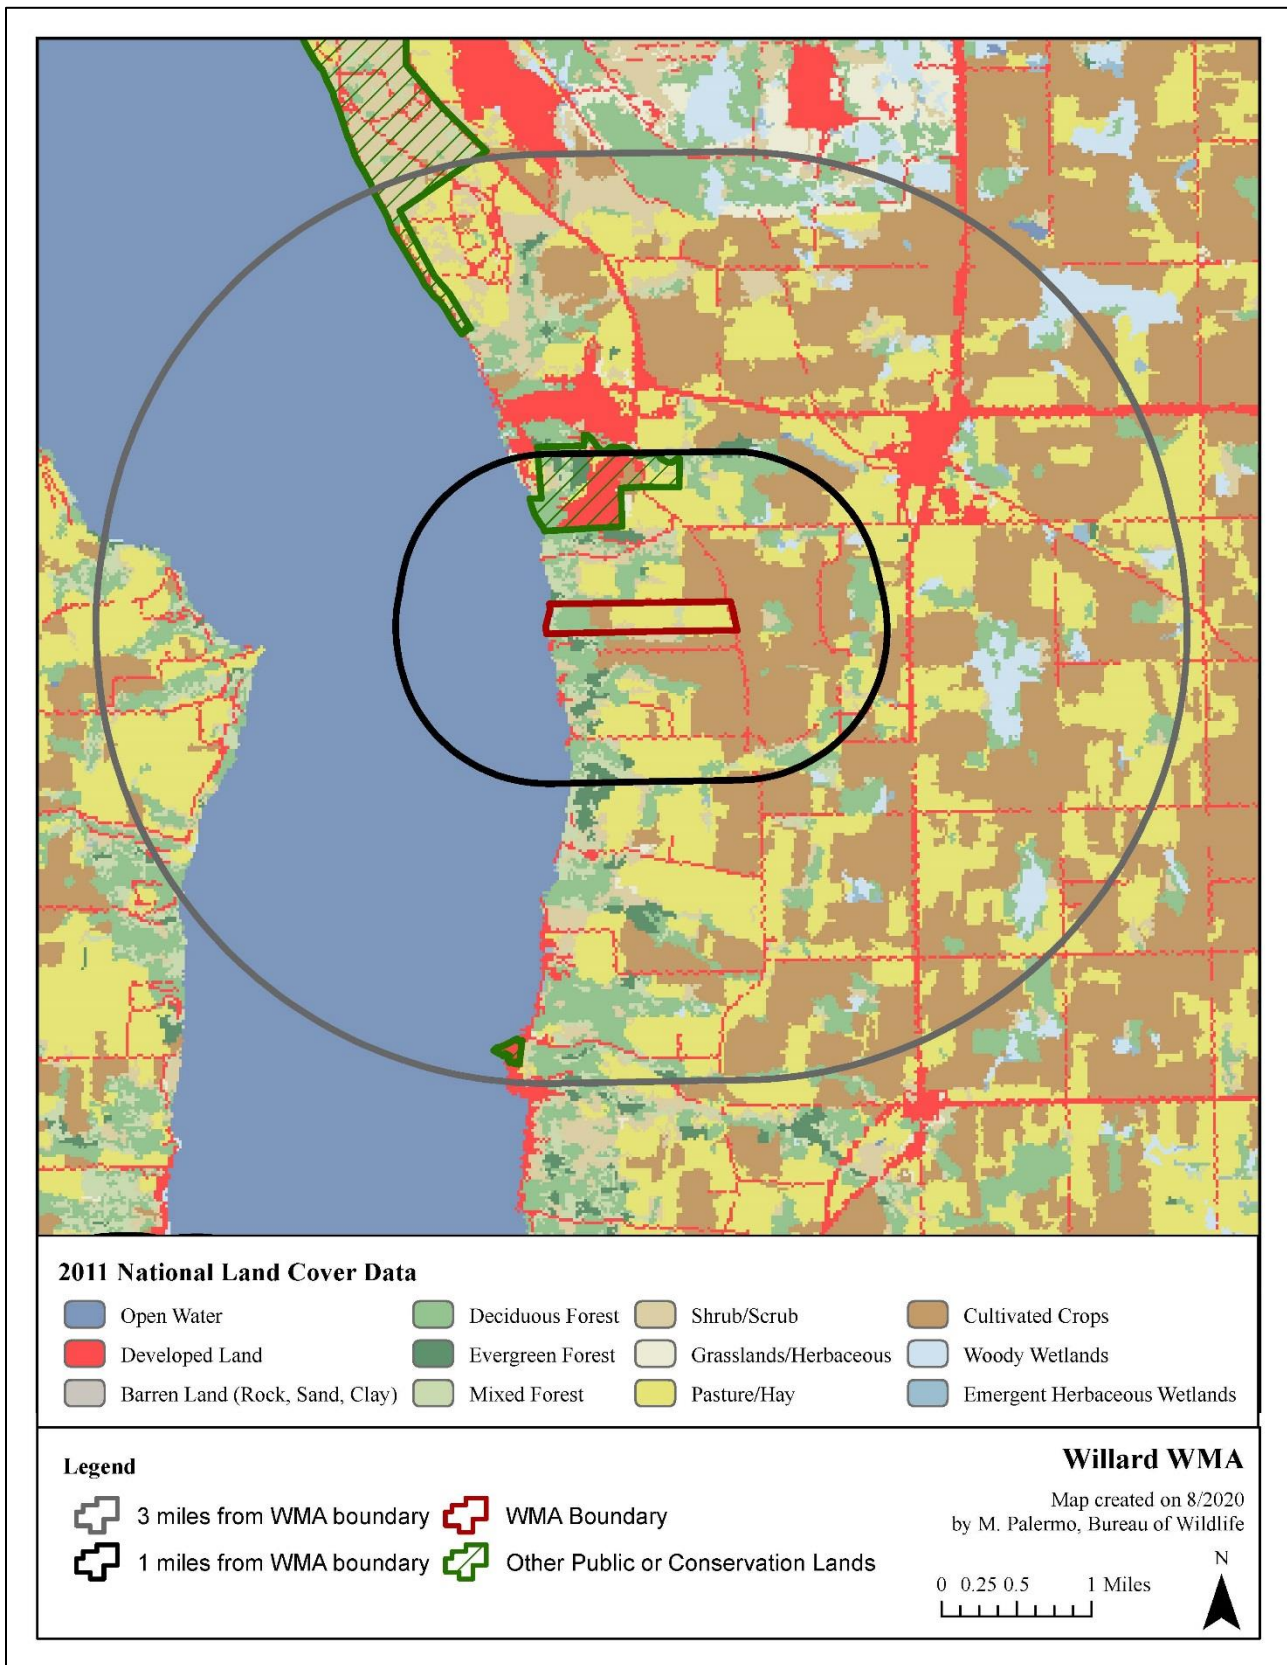 2011 National Land Cover Data
Open Water
Deciduous Forest
Shrub/Scrub
Cultivated Crops
Developed Land
Evergreen Forest
Grasslands/Herbaceous
Woody Wetlands
Barren Land (Rock, Sand, Clay)
Mixed Forest
Pasture/Hay
Emergent Herbaceous Wetlands
Legend
3 miles from WMA boundary
WMA Boundary
1 miles from WMA boundary
Other Public or Conservation Lands
Willard WMA
Map created on 8/2020
by M. Palermo, Bureau of Wildlife
N
0 0.25 0.5 1 Miles